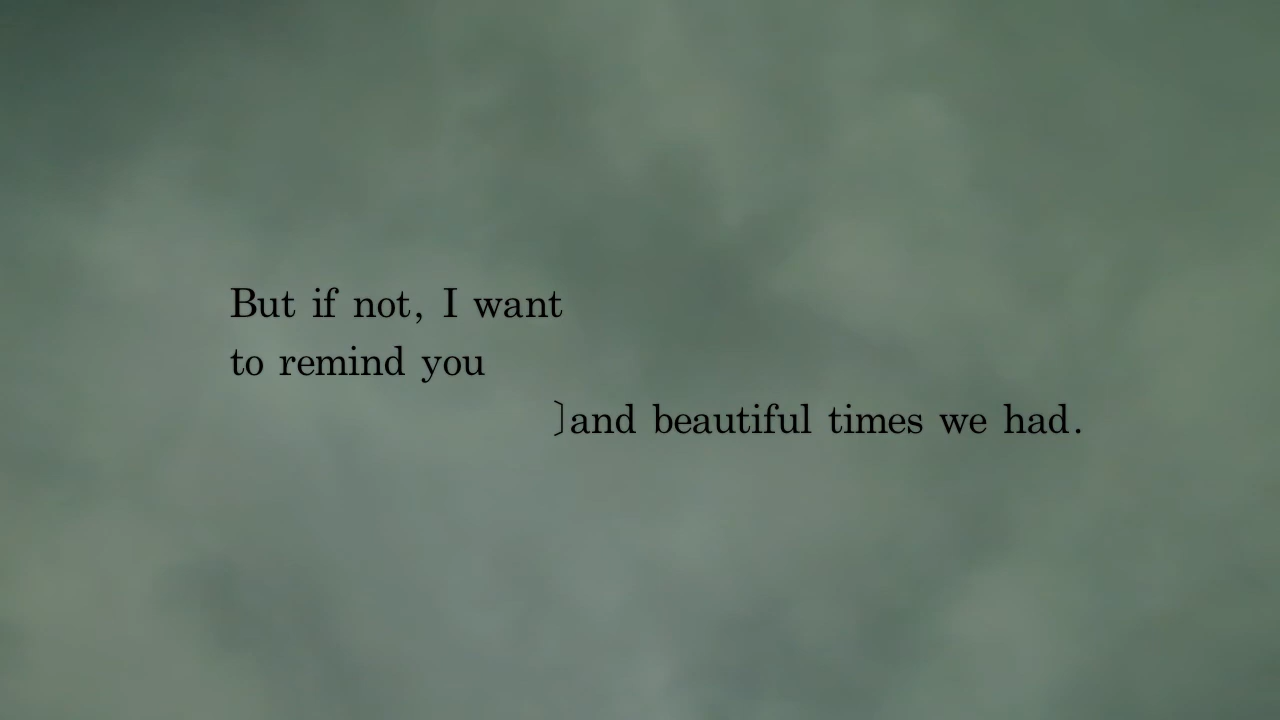 But if not, I want
to remind you
〕and beautiful times we had.